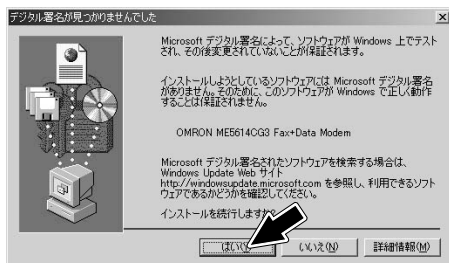 デジタル署名が見つかりませんでした
Microsoft デジタル署名によって、ソフトウェアが Windows 上でテスト
され、その後変更されていないことが保証されます。
インストールしようとしているソフトウェアには Microsoft デジタル署名
がありません。そのために、このソフトウェアが Windows で正しく動作
することは保証されません。
OMRON ME5614CG3 Fax+Data Modem
Microsoft デジタル署名されたソフトウェアを検索する場合は、
Windows Update Web サイト
http://windowsupdate.microsoft.com を参照し、利用できるソフト
ウェアであるかどうかを確認してください。
インストールを続行します
はい(Y) いいえ(N) 詳細情報(M)